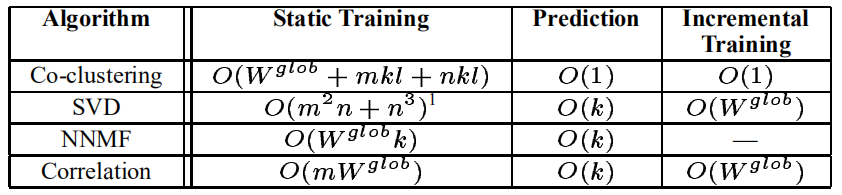 Algorithm Static Training Prediction Incremental
Training
Co-clustering O(W^{glob} + mkl + nkl) O(1) O(1)
SVD O(m^2n + n^3)^1 O(k) O(W^{glob})
NNMF O(W^{glob}k) O(k) —
Correlation O(mW^{glob}) O(k) O(W^{glob})